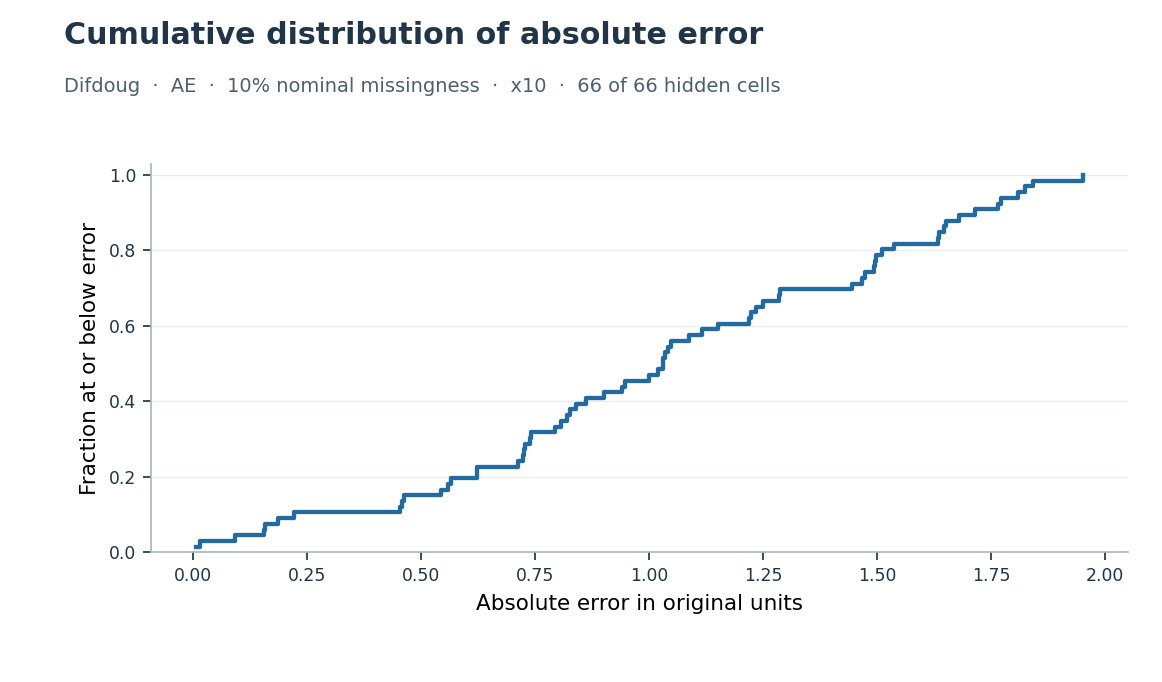 Cumulative distribution of absolute error
Difdoug · AE · 10% nominal missingness · x10 · 66 of 66 hidden cells
Fraction at or below error
1.0
0.8
0.6
0.4
0.2
0.0
0.00 0.25 0.50 0.75 1.00 1.25 1.50 1.75 2.00
Absolute error in original units